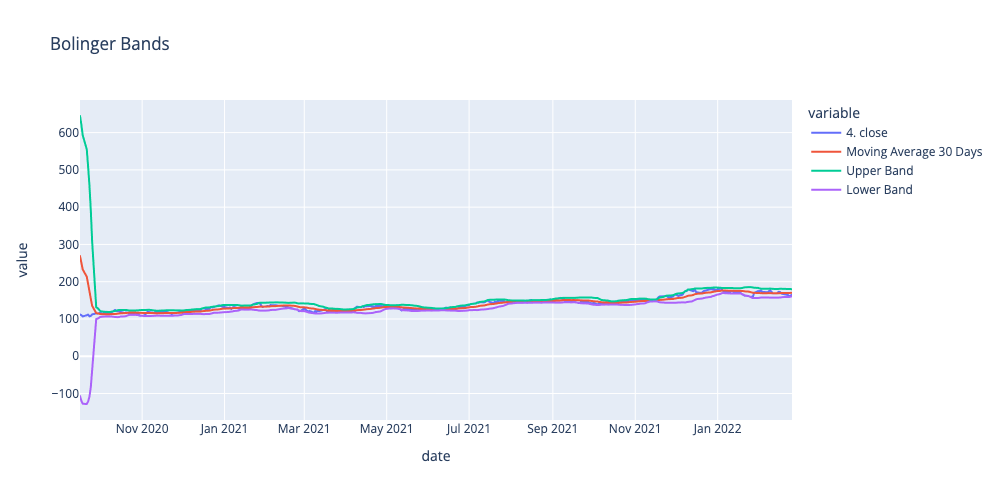 Bolinger Bands
variable
4. close
Moving Average 30 Days
Upper Band
Lower Band
value
600
500
400
300
200
100
0
−100
Nov 2020
Jan 2021
Mar 2021
May 2021
Jul 2021
Sep 2021
Nov 2021
Jan 2022
date